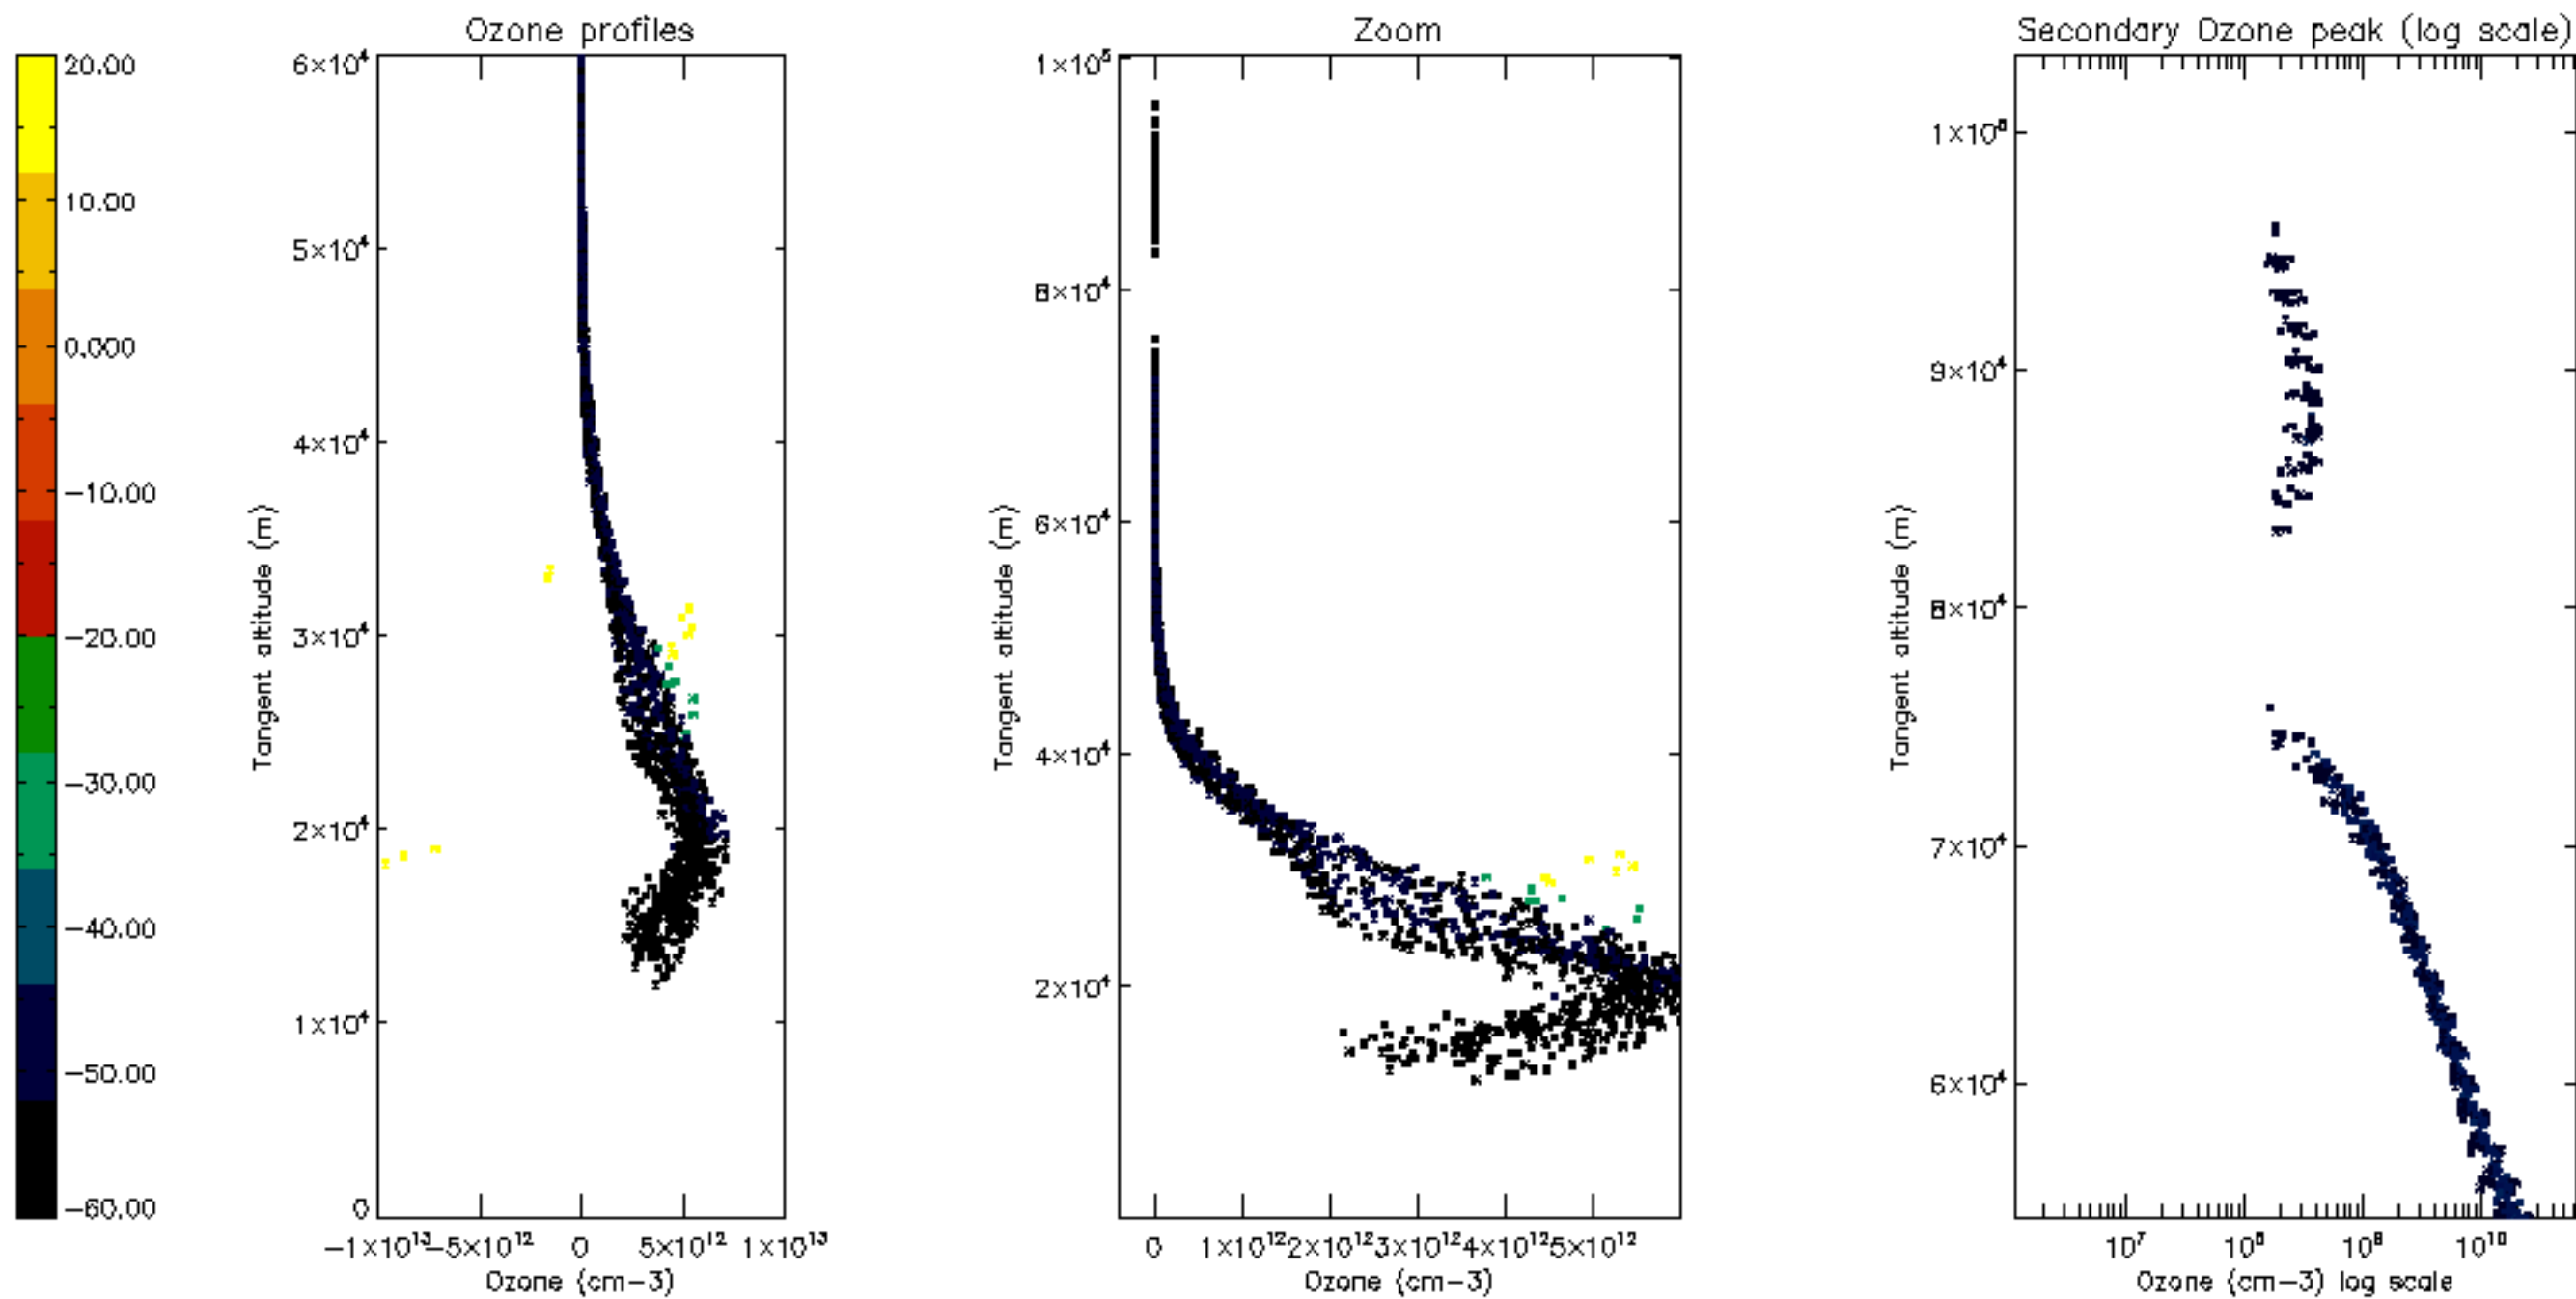 Ozone profiles
Zoom
Secondary Ozone peak (log scale)
20.00
10.00
0.000
−10.00
−20.00
−30.00
−40.00
−50.00
−60.00
6×10⁴
5×10⁴
4×10⁴
3×10⁴
2×10⁴
1×10⁴
0
Tangent altitude (m)
−1×10¹³ −5×10¹² 0 5×10¹² 1×10¹³
Ozone (cm−3)
1×10⁵
8×10⁴
6×10⁴
4×10⁴
2×10⁴
Tangent altitude (m)
0 1×10¹² 2×10¹² 3×10¹² 4×10¹² 5×10¹²
Ozone (cm−3)
9×10⁴
8×10⁴
7×10⁴
6×10⁴
Tangent altitude (m)
10⁷ 10⁸ 10⁹ 10¹⁰
Ozone (cm−3) log scale